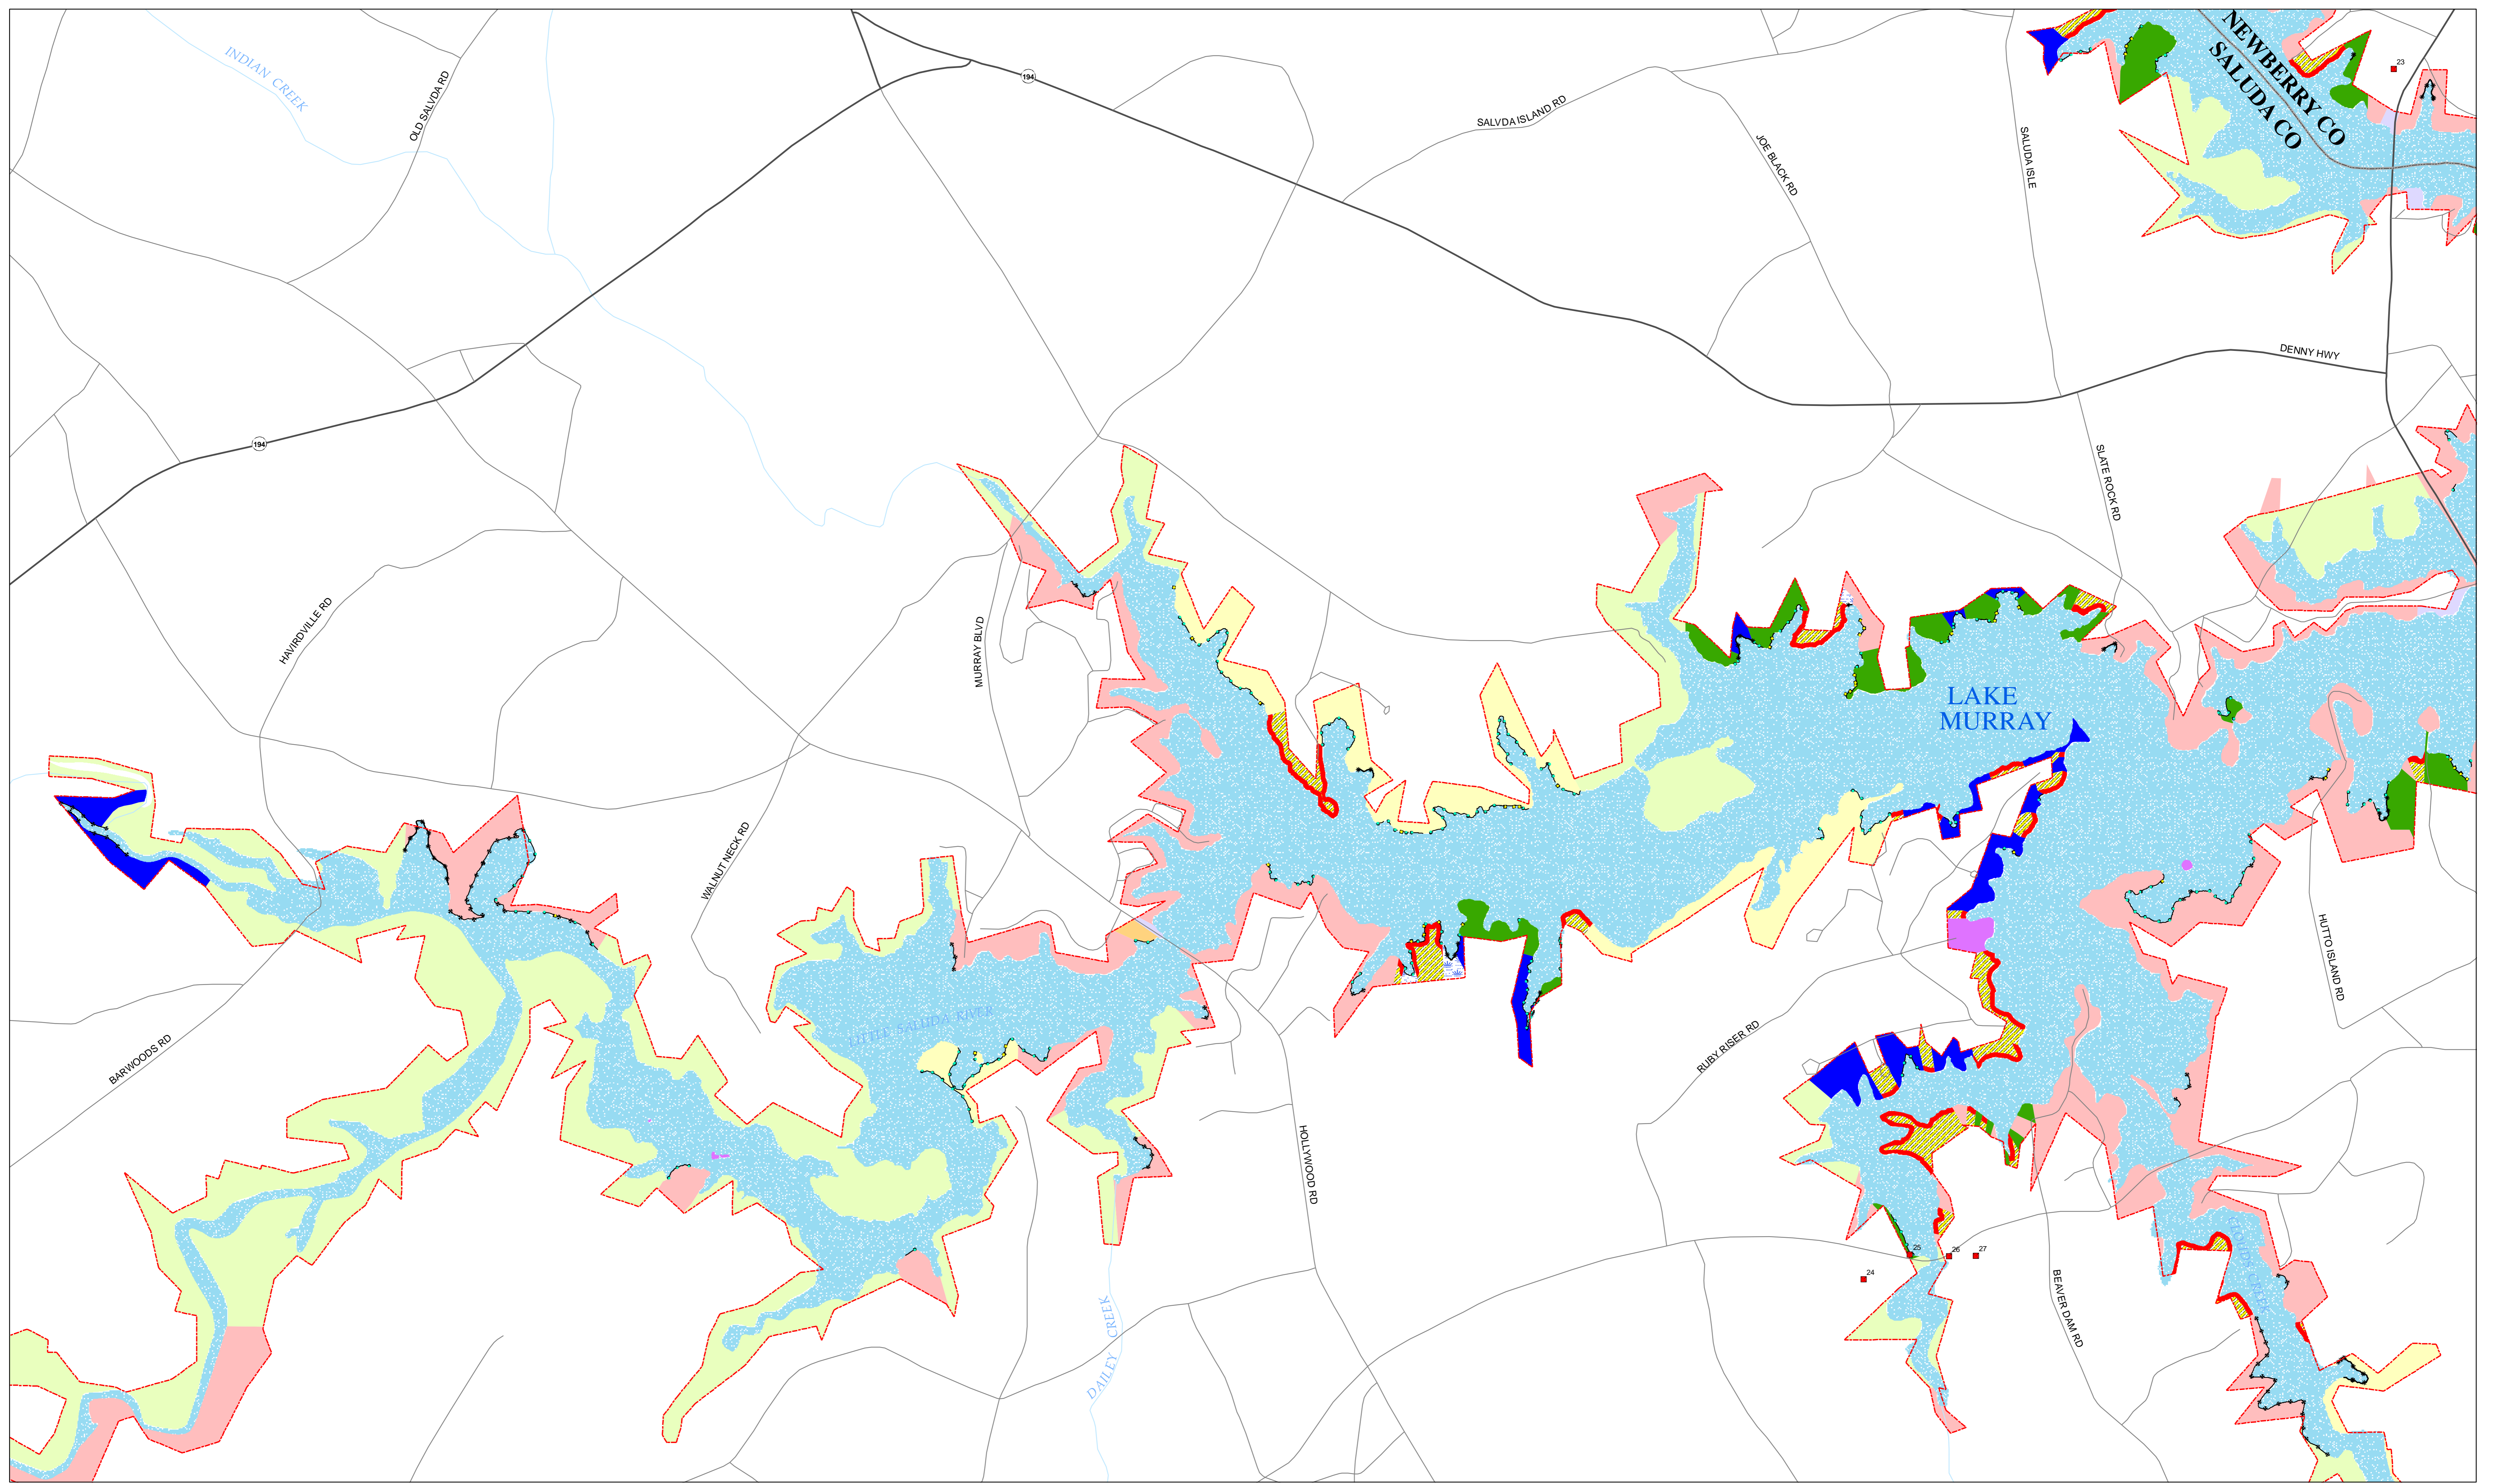 NEWBERRY CO
SALUDA CO
INDIAN CREEK
OLD SALVDA RD
194
23
SALVDA ISLAND RD
JOE BLACK RD
SALUDA ISLE
DENNY HWY
194
SLATE ROCK RD
HAVIRDVILLE RD
MURRAY BLVD
LAKE
MURRAY
WALNUT NECK RD
HUTTO ISLAND RD
LITTLE SALUDA RIVER
BARWOODS RD
RUBY RISER RD
HOLLYWOOD RD
25
26
27
24
BEAVER DAM RD
DAILEY CREEK